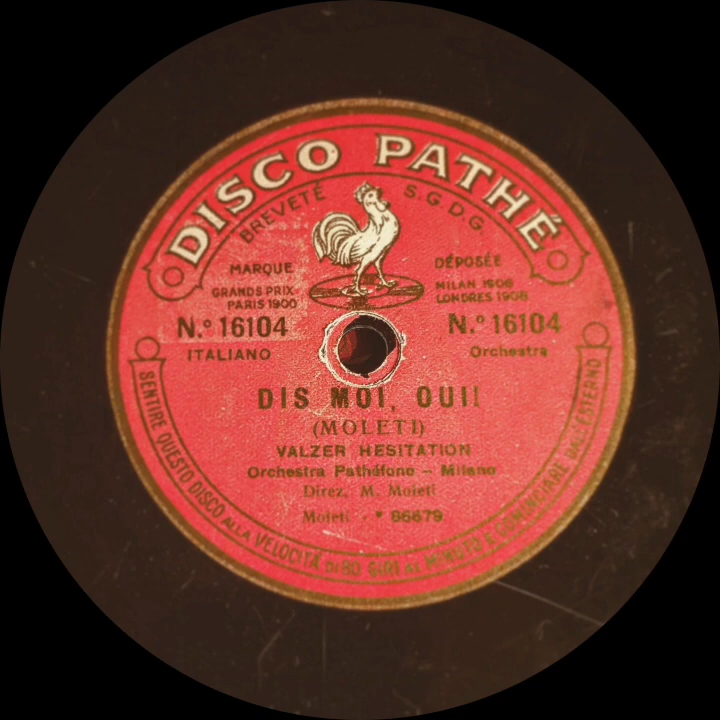 DISCO PATHÉ
BREVETÉ S.G.D.G
MARQUE DÉPOSÉE
GRANDS PRIX
PARIS 1900
MILAN 1906
LONDRES 1908
N.º 16104 N.º 16104
ITALIANO Orchestra
DIS MOI, OUI!
(MOLETI)
VALZER HESITATION
Orchestra Pathéfono - Milano
Direz. M. Moleti
Moleti - * 86679
SENTIRE QUESTO DISCO ALLA VELOCITÀ DI 80 GIRI AL MINUTO E COMINCIARE DALL'ESTERNO